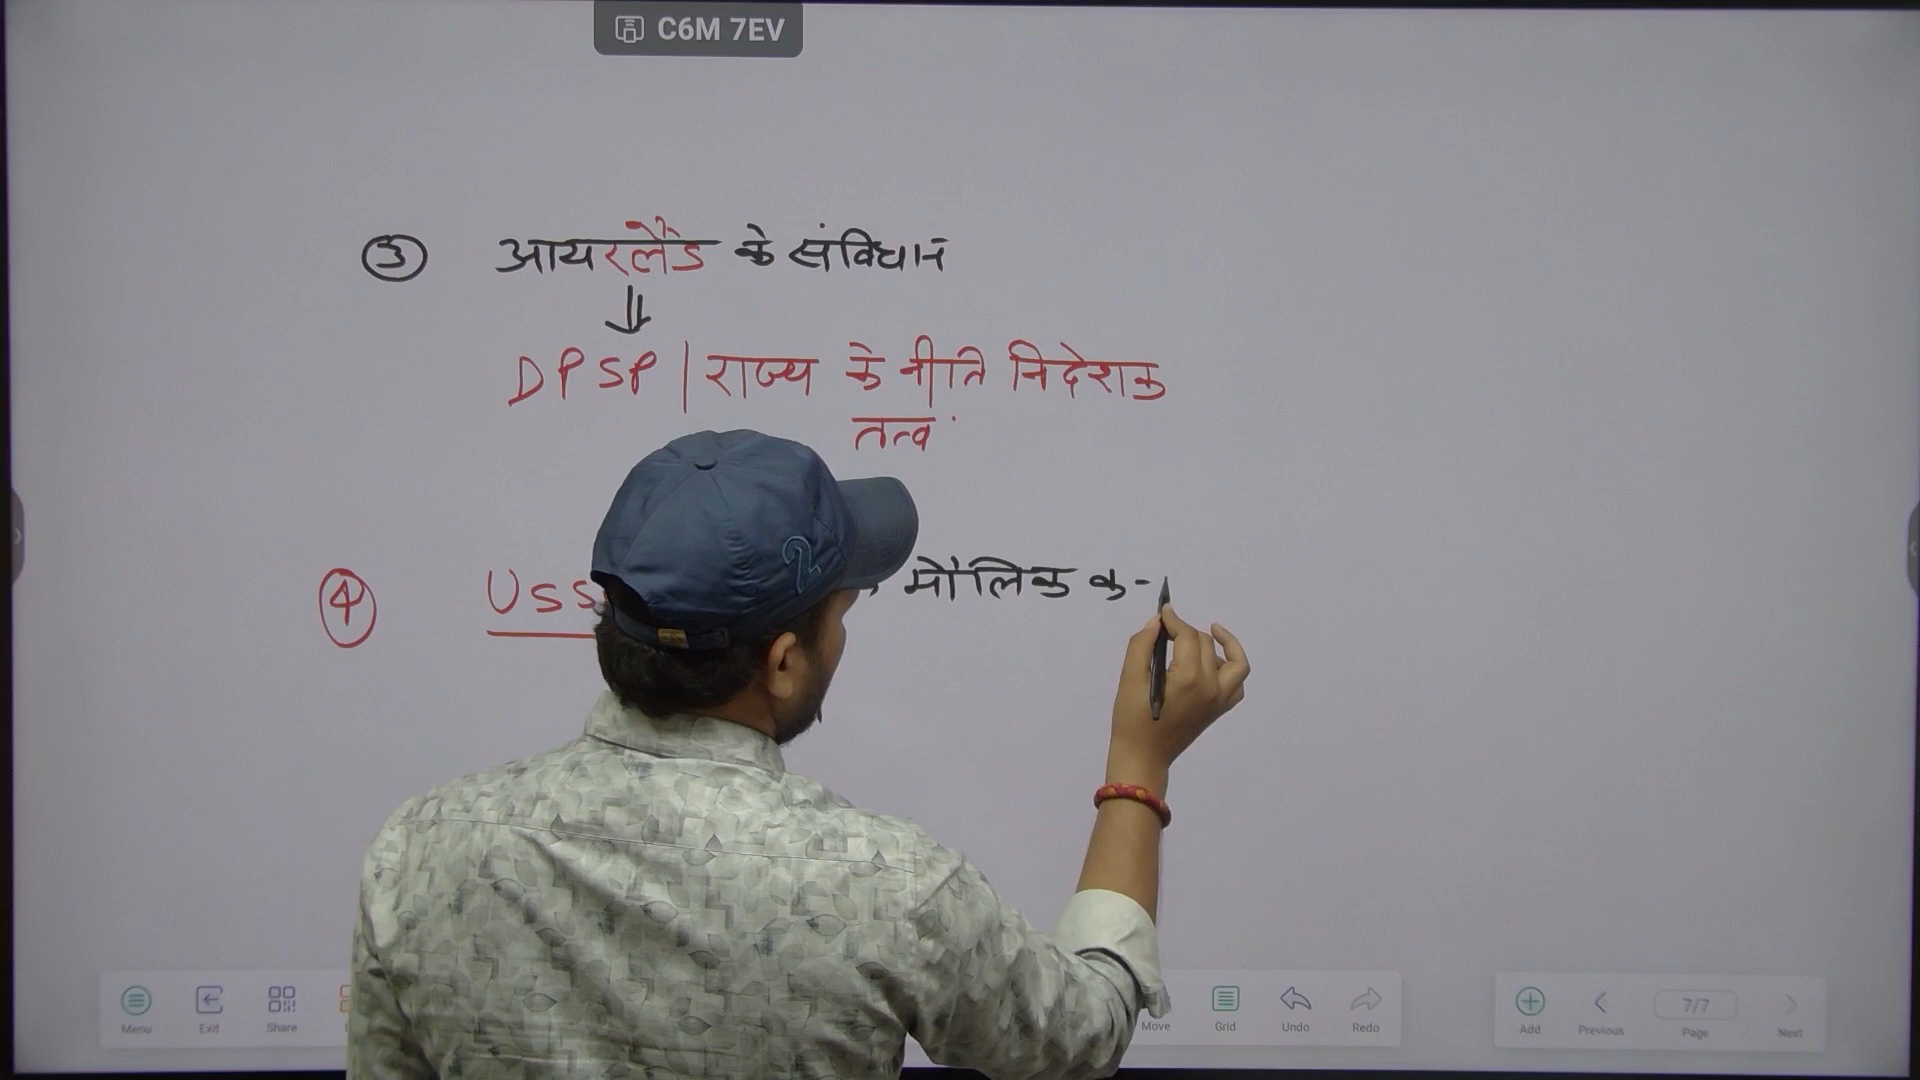 C6M 7EV
③ आयरलैंड के संविधान
⇓
DPSP | राज्य के नीति निदेशक
तत्व
④ USS मौलिक क
Menu Exit Share Move Grid Undo Redo Add Previous 7/7 Page Next